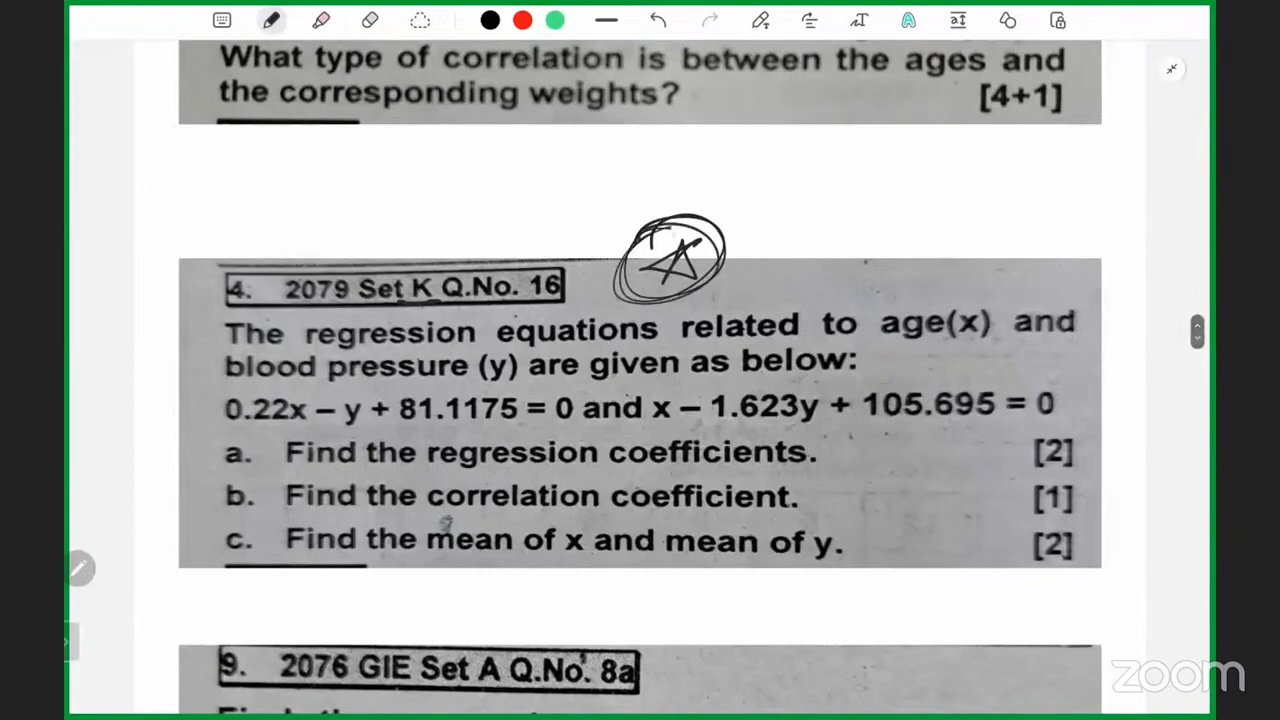 What type of correlation is between the ages and
the corresponding weights? [4+1]
4. 2079 Set K Q.No. 16
The regression equations related to age(x) and
blood pressure (y) are given as below:
0.22x – y + 81.1175 = 0 and x – 1.623y + 105.695 = 0
a. Find the regression coefficients. [2]
b. Find the correlation coefficient. [1]
c. Find the mean of x and mean of y. [2]
9. 2076 GIE Set A Q.No. 8a
zoom